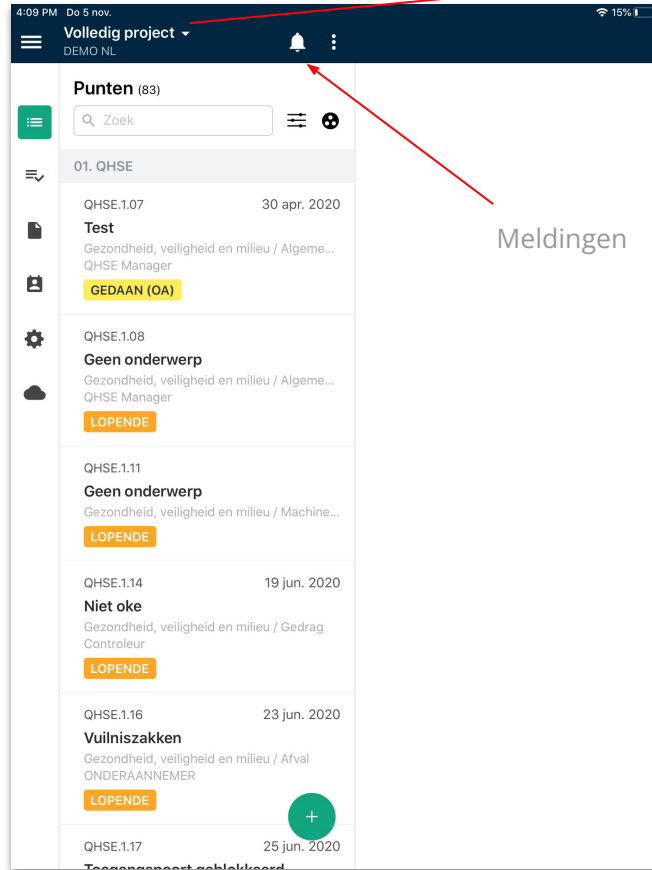 4:09 PM Do 5 nov. 15%
Volledig project
DEMO NL
Punten (83)
Zoek
01. QHSE
QHSE.1.07 30 apr. 2020
Test
Gezondheid, veiligheid en milieu / Algeme...
QHSE Manager
GEDAAN (OA)
Meldingen
QHSE.1.08
Geen onderwerp
Gezondheid, veiligheid en milieu / Algeme...
QHSE Manager
LOPENDE
QHSE.1.11
Geen onderwerp
Gezondheid, veiligheid en milieu / Machine...
LOPENDE
QHSE.1.14 19 jun. 2020
Niet oke
Gezondheid, veiligheid en milieu / Gedrag
Controleur
LOPENDE
QHSE.1.16 23 jun. 2020
Vuilniszakken
Gezondheid, veiligheid en milieu / Afval
ONDERAANNEMER
LOPENDE
+
QHSE.1.17 25 jun. 2020
Toegangspoort geblokkeerd